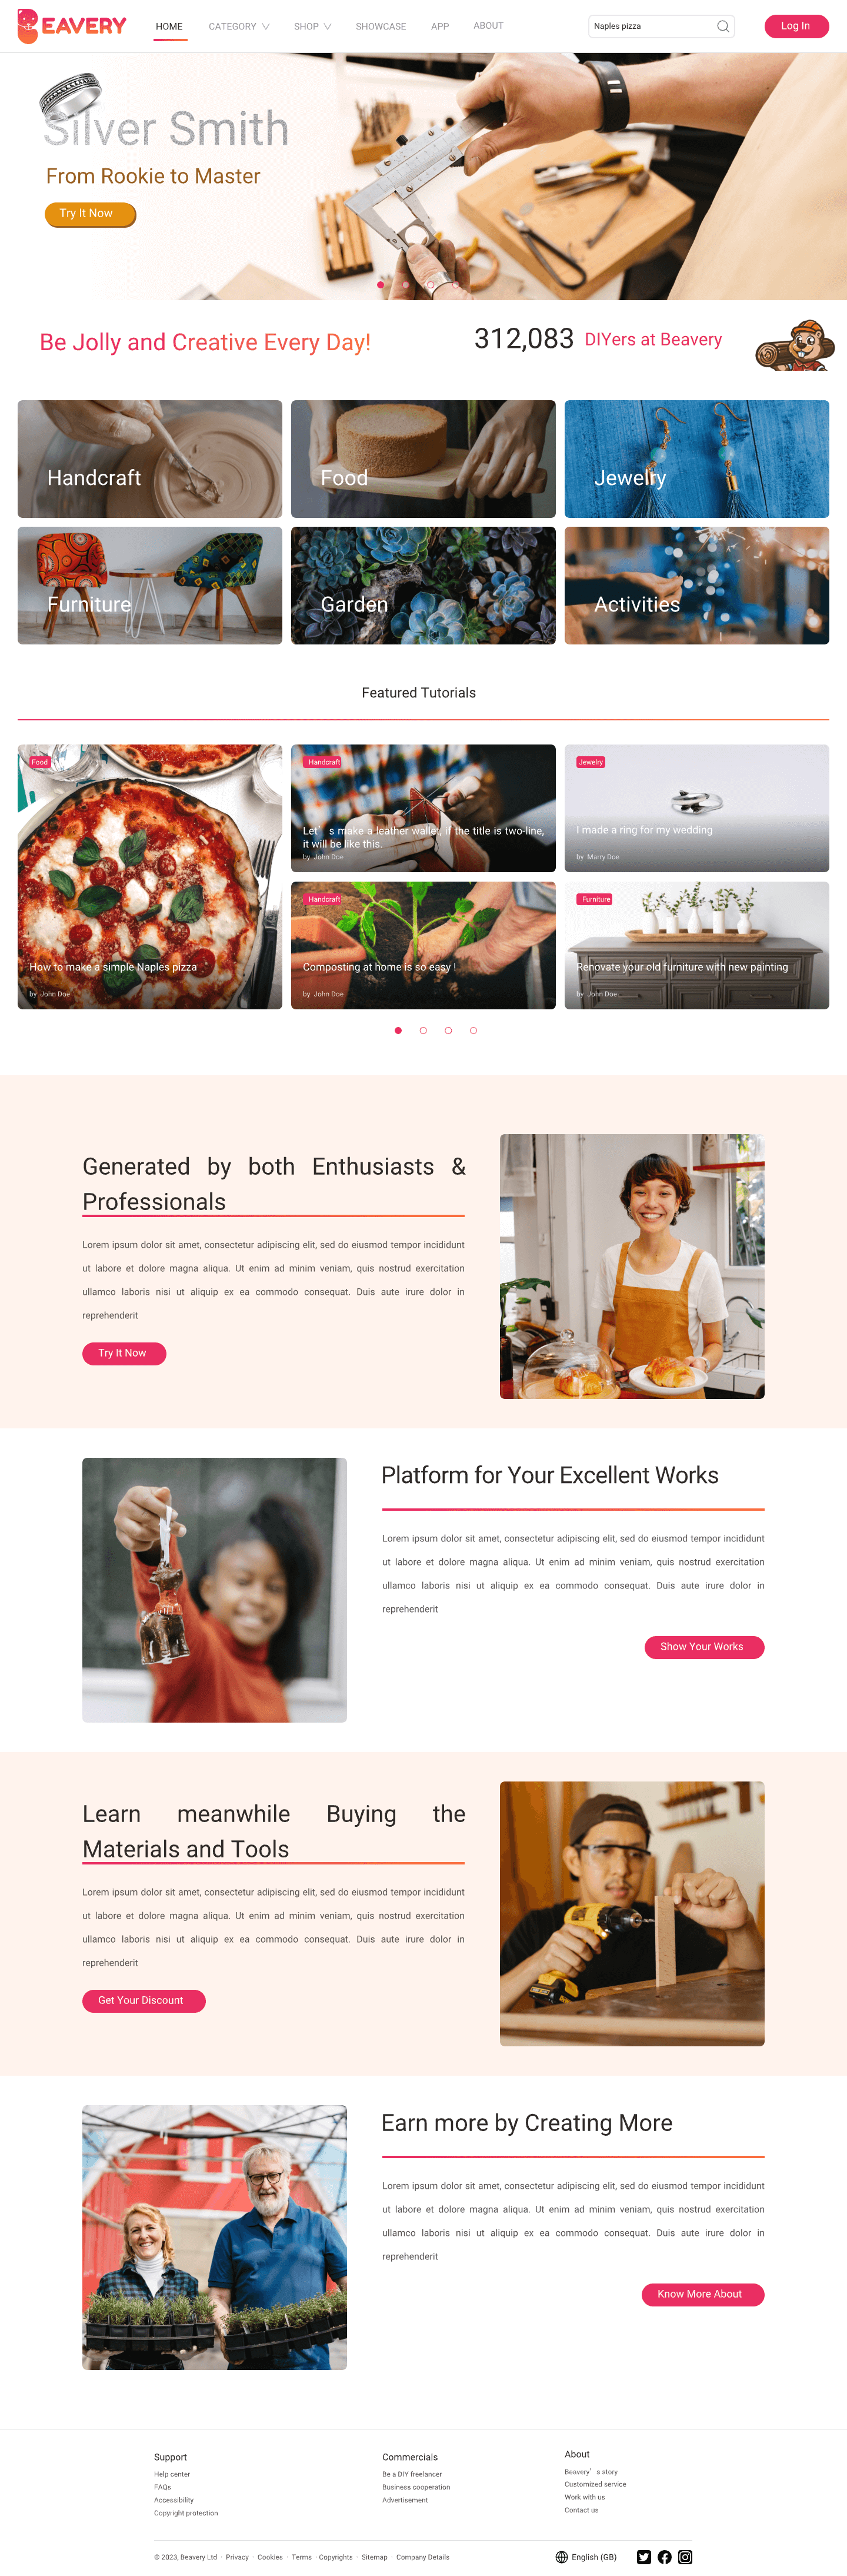 BEAVERY
HOME
CATEGORY
SHOP
SHOWCASE
APP
ABOUT
Naples pizza
Log In
Silver Smith
From Rookie to Master
Try It Now
Be Jolly and Creative Every Day!
312,083 DIYers at Beavery
Handcraft
Food
Jewelry
Furniture
Garden
Activities
Featured Tutorials
Food
How to make a simple Naples pizza
by John Doe
Handcraft
Let's make a leather wallet, if the title is two-line,
it will be like this.
by John Doe
Jewelry
I made a ring for my wedding
by Marry Doe
Handcraft
Composting at home is so easy !
by John Doe
Furniture
Renovate your old furniture with new painting
by John Doe
Generated by both Enthusiasts &
Professionals
Lorem ipsum dolor sit amet, consectetur adipiscing elit, sed do eiusmod tempor incididunt
ut labore et dolore magna aliqua. Ut enim ad minim veniam, quis nostrud exercitation
ullamco laboris nisi ut aliquip ex ea commodo consequat. Duis aute irure dolor in
reprehenderit
Try It Now
Platform for Your Excellent Works
Lorem ipsum dolor sit amet, consectetur adipiscing elit, sed do eiusmod tempor incididunt
ut labore et dolore magna aliqua. Ut enim ad minim veniam, quis nostrud exercitation
ullamco laboris nisi ut aliquip ex ea commodo consequat. Duis aute irure dolor in
reprehenderit
Show Your Works
Learn meanwhile Buying the
Materials and Tools
Lorem ipsum dolor sit amet, consectetur adipiscing elit, sed do eiusmod tempor incididunt
ut labore et dolore magna aliqua. Ut enim ad minim veniam, quis nostrud exercitation
ullamco laboris nisi ut aliquip ex ea commodo consequat. Duis aute irure dolor in
reprehenderit
Get Your Discount
Earn more by Creating More
Lorem ipsum dolor sit amet, consectetur adipiscing elit, sed do eiusmod tempor incididunt
ut labore et dolore magna aliqua. Ut enim ad minim veniam, quis nostrud exercitation
ullamco laboris nisi ut aliquip ex ea commodo consequat. Duis aute irure dolor in
reprehenderit
Know More About
Support
Help center
FAQs
Accessibility
Copyright protection
Commercials
Be a DIY freelancer
Business cooperation
Advertisement
About
Beavery's story
Customized service
Work with us
Contact us
© 2023, Beavery Ltd · Privacy · Cookies · Terms · Copyrights · Sitemap · Company Details
English (GB)